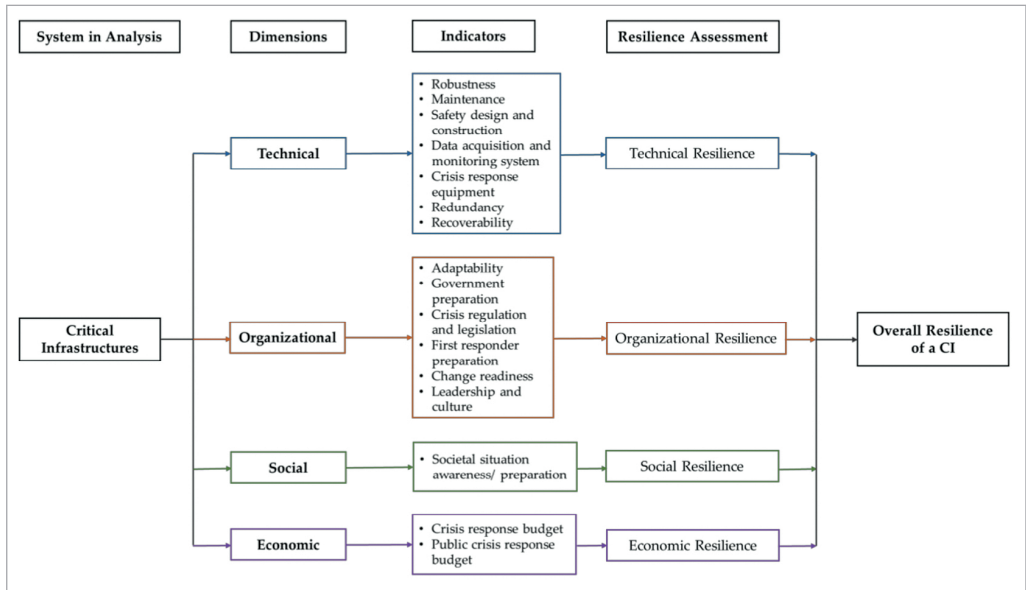 System in Analysis
Dimensions
Indicators
Resilience Assessment
• Robustness
• Maintenance
• Safety design and
construction
• Data acquisition and
monitoring system
• Crisis response
equipment
• Redundancy
• Recoverability
Technical
Technical Resilience
• Adaptability
• Government
preparation
• Crisis regulation
and legislation
• First responder
preparation
• Change readiness
• Leadership and
culture
Critical
Infrastructures
Organizational
Organizational Resilience
Overall Resilience
of a CI
Social
• Societal situation
awareness/ preparation
Social Resilience
Economic
• Crisis response budget
• Public crisis response
budget
Economic Resilience